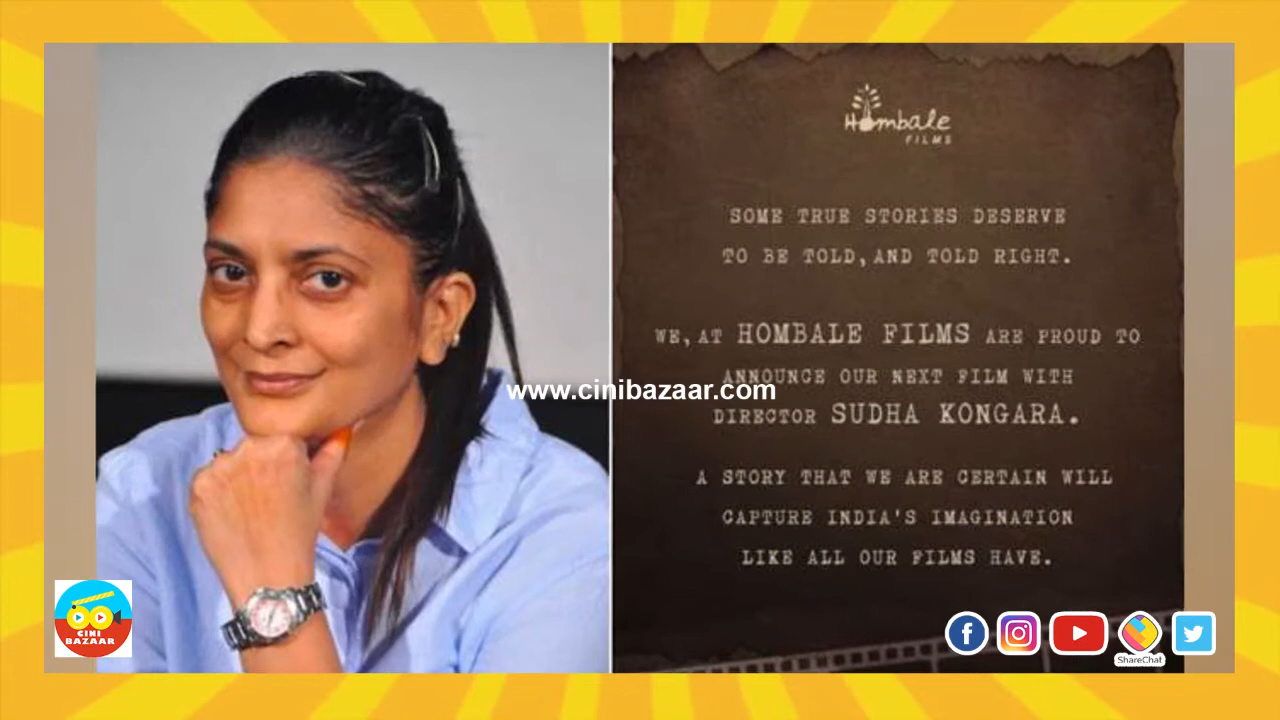 Hombale
FILMS
SOME TRUE STORIES DESERVE
TO BE TOLD, AND TOLD RIGHT.
WE, AT HOMBALE FILMS ARE PROUD TO
ANNOUNCE OUR NEXT FILM WITH
www.cinibazaar.com
DIRECTOR SUDHA KONGARA.
A STORY THAT WE ARE CERTAIN WILL
CAPTURE INDIA'S IMAGINATION
LIKE ALL OUR FILMS HAVE.
CINI
BAZAAR
ShareChat